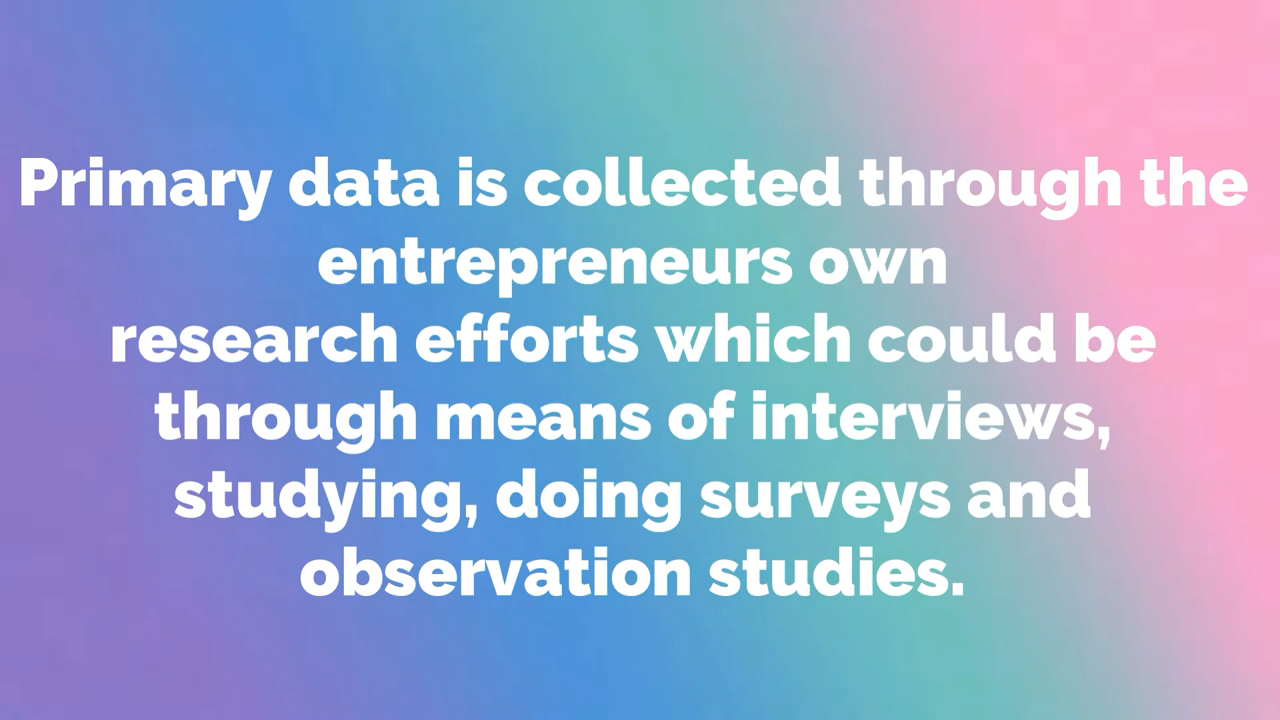 Primary data is collected through the
entrepreneurs own
research efforts which could be
through means of interviews,
studying, doing surveys and
observation studies.